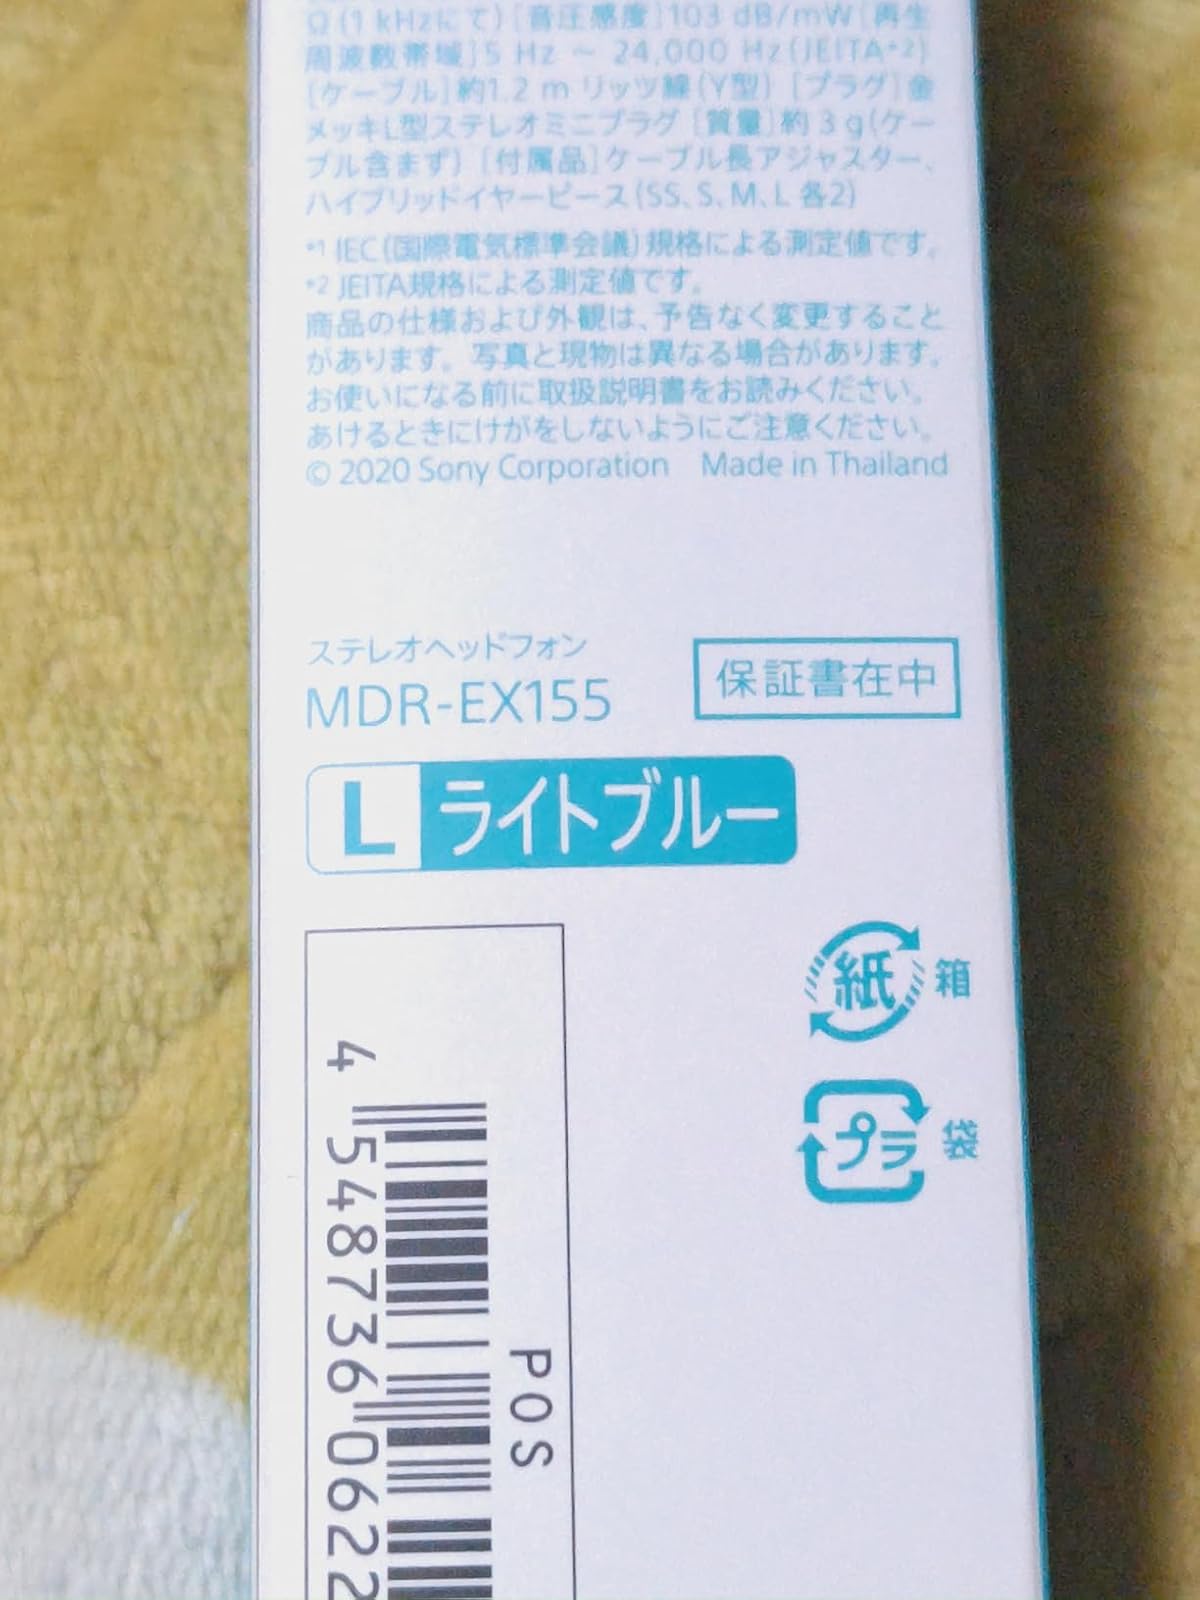 Ω(1 kHzにて)[音圧感度]103 dB/mW[再生
周波数帯域]5 Hz ～ 24,000 Hz(JEITA*2)
[ケーブル]約1.2 m リッツ線(Y型) [プラグ]金
メッキL型ステレオミニプラグ [質量]約 3 g(ケー
ブル含まず) [付属品]ケーブル長アジャスター、
ハイブリッドイヤーピース(SS、S、M、L 各2)
*1 IEC(国際電気標準会議)規格による測定値です。
*2 JEITA規格による測定値です。
商品の仕様および外観は、予告なく変更すること
があります。写真と現物は異なる場合があります。
お使いになる前に取扱説明書をお読みください。
あけるときにけがをしないようにご注意ください。
© 2020 Sony Corporation Made in Thailand
ステレオヘッドフォン
MDR-EX155
保証書在中
L ライトブルー
紙 箱
プラ 袋
4 548736 0622
POS